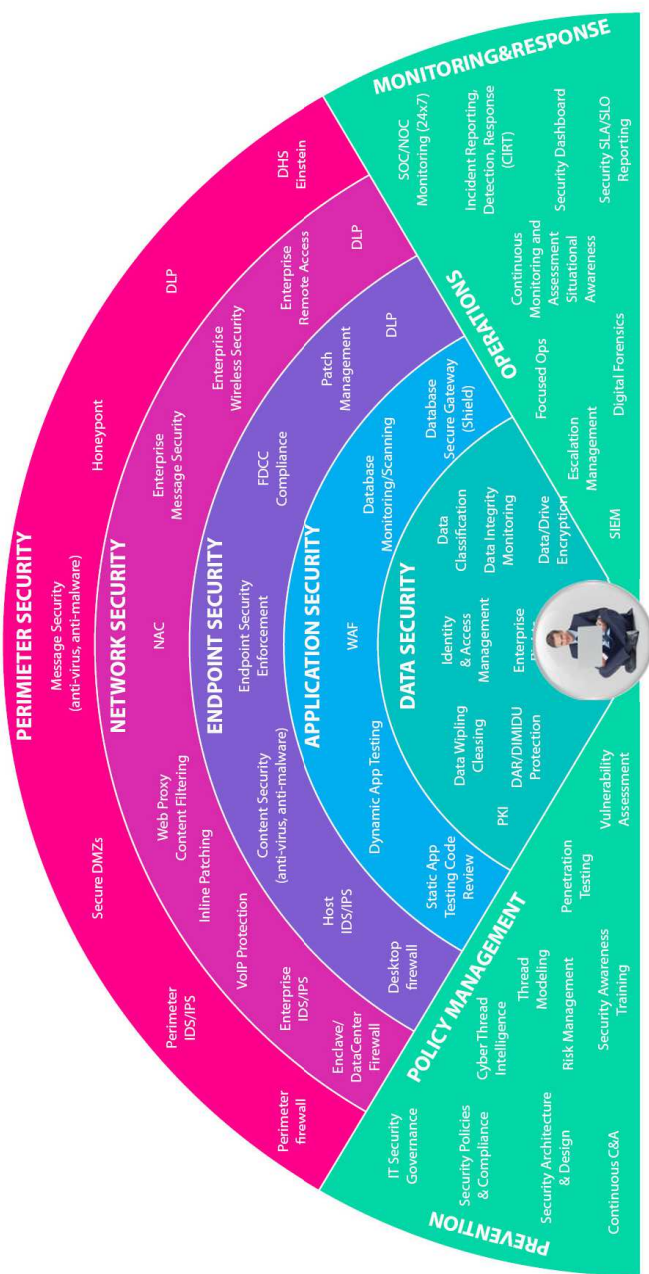 PERIMETER SECURITY
Perimeter
firewall
Perimeter
IDS/IPS
Secure DMZs
Message Security
(anti-virus, anti-malware)
Honeypont
DLP
DHS
Einstein
NETWORK SECURITY
Enclave/
DataCenter
Firewall
Enterprise
IDS/IPS
VoIP Protection
Inline Patching
Web Proxy
Content Filtering
NAC
Enterprise
Message Security
Enterprise
Wireless Security
Enterprise
Remote Access
DLP
ENDPOINT SECURITY
Desktop
firewall
Host
IDS/IPS
Content Security
(anti-virus, anti-malware)
Endpoint Security
Enforcement
FDCC
Compliance
Patch
Management
DLP
APPLICATION SECURITY
Static App
Testing Code
Review
Dynamic App Testing
WAF
Database
Monitoring/Scanning
Database
Secure Gateway
(Shield)
DATA SECURITY
PKI
DAR/DIMIDU
Protection
Data Wipling
Cleasing
Identity
& Access
Management
Enterprise
Data
Classification
Data Integrity
Monitoring
Data/Drive
Encryption
PREVENTION
POLICY MANAGEMENT
IT Security
Governance
Security Policies
& Compliance
Security Architecture
& Design
Continuous C&A
Cyber Thread
Intelligence
Thread
Modeling
Risk Management
Security Awareness
Training
Penetration
Testing
Vulnerability
Assessment
MONITORING&RESPONSE
OPERATIONS
SOC/NOC
Monitoring (24x7)
Incident Reporting,
Detection, Response
(CIRT)
Security Dashboard
Security SLA/SLO
Reporting
Continuous
Monitoring and
Assessment
Situational
Awareness
Focused Ops
Digital Forensics
Escalation
Management
SIEM